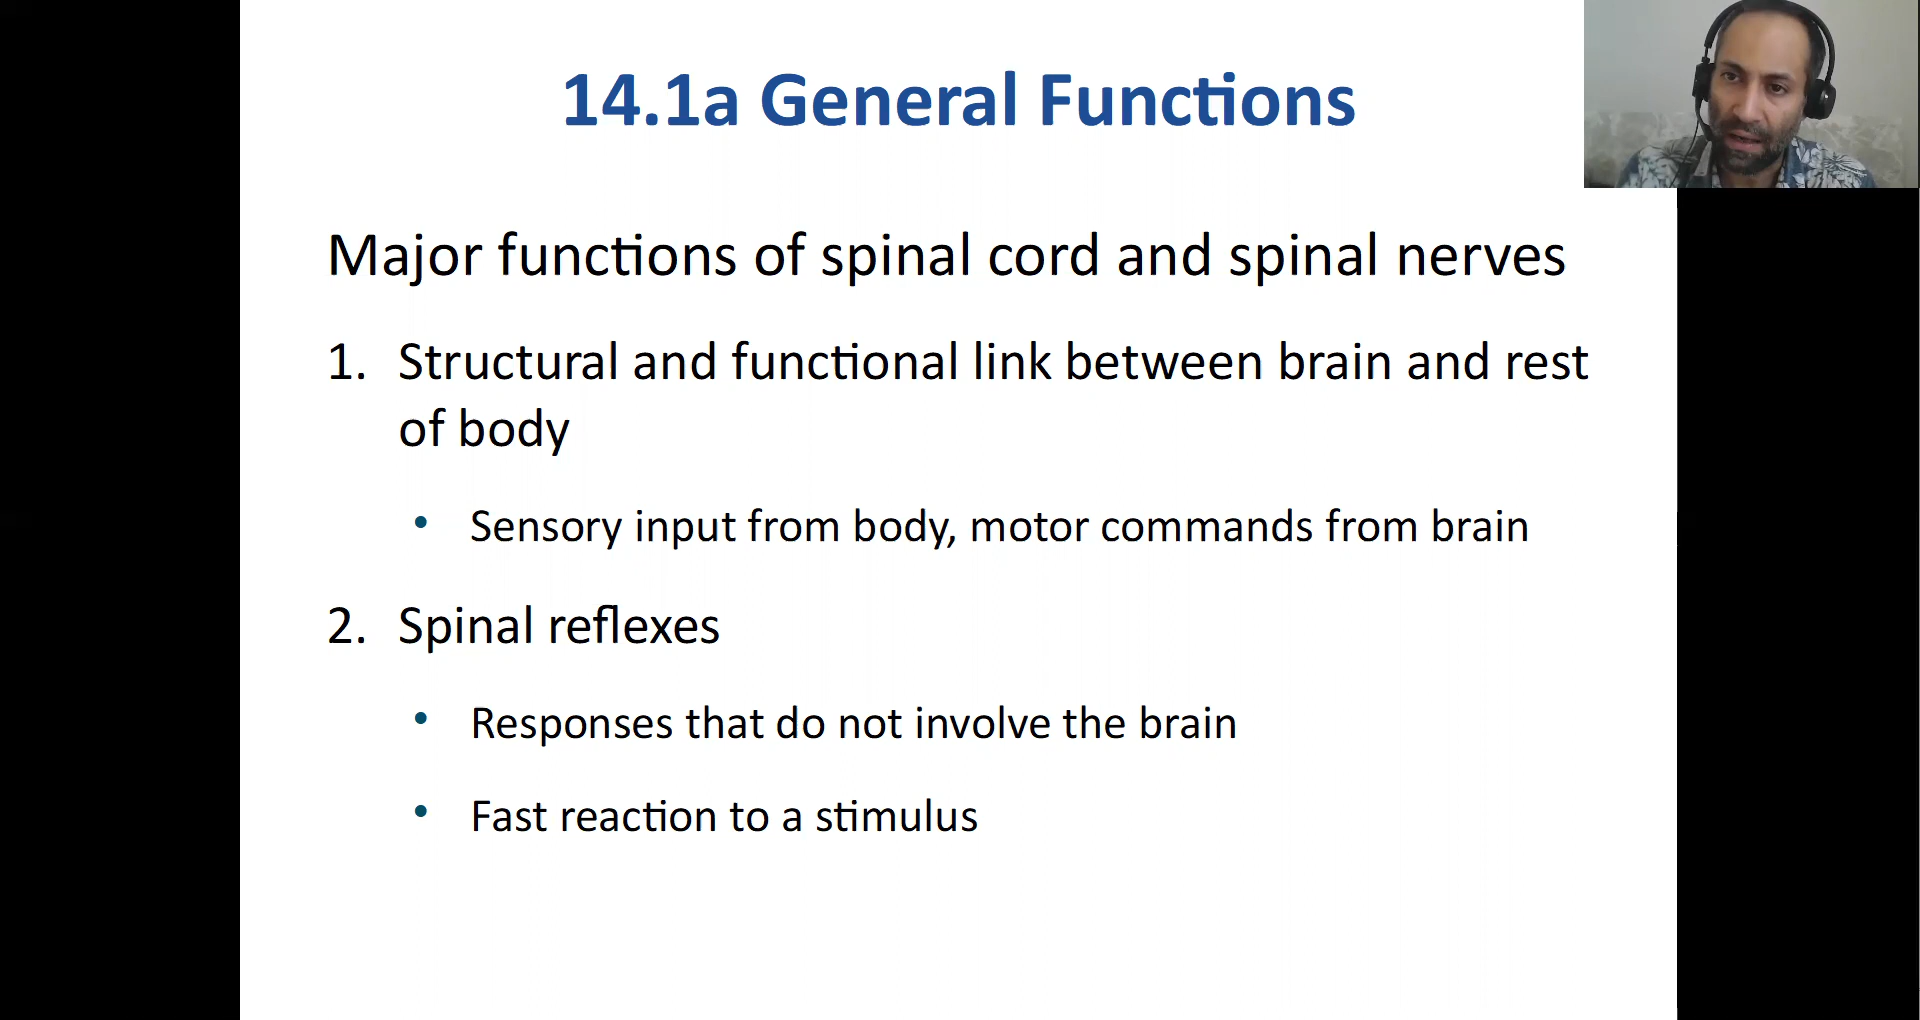 14.1a General Functions
Major functions of spinal cord and spinal nerves
1. Structural and functional link between brain and rest
of body
• Sensory input from body, motor commands from brain
2. Spinal reflexes
• Responses that do not involve the brain
• Fast reaction to a stimulus